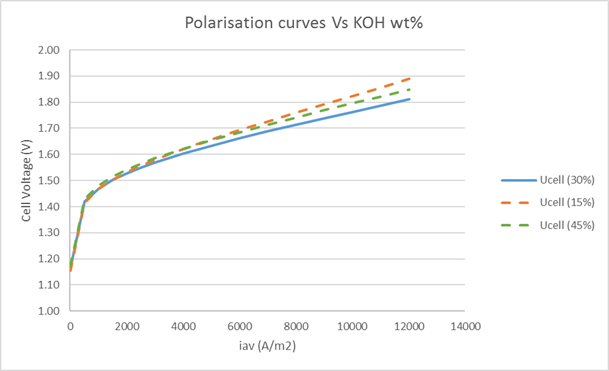 Polarisation curves Vs KOH wt%
2.00
1.90
1.80
1.70
1.60
1.50
1.40
1.30
1.20
1.10
1.00
Cell Voltage (V)
0 2000 4000 6000 8000 10000 12000 14000
iav (A/m2)
Ucell (30%)
Ucell (15%)
Ucell (45%)